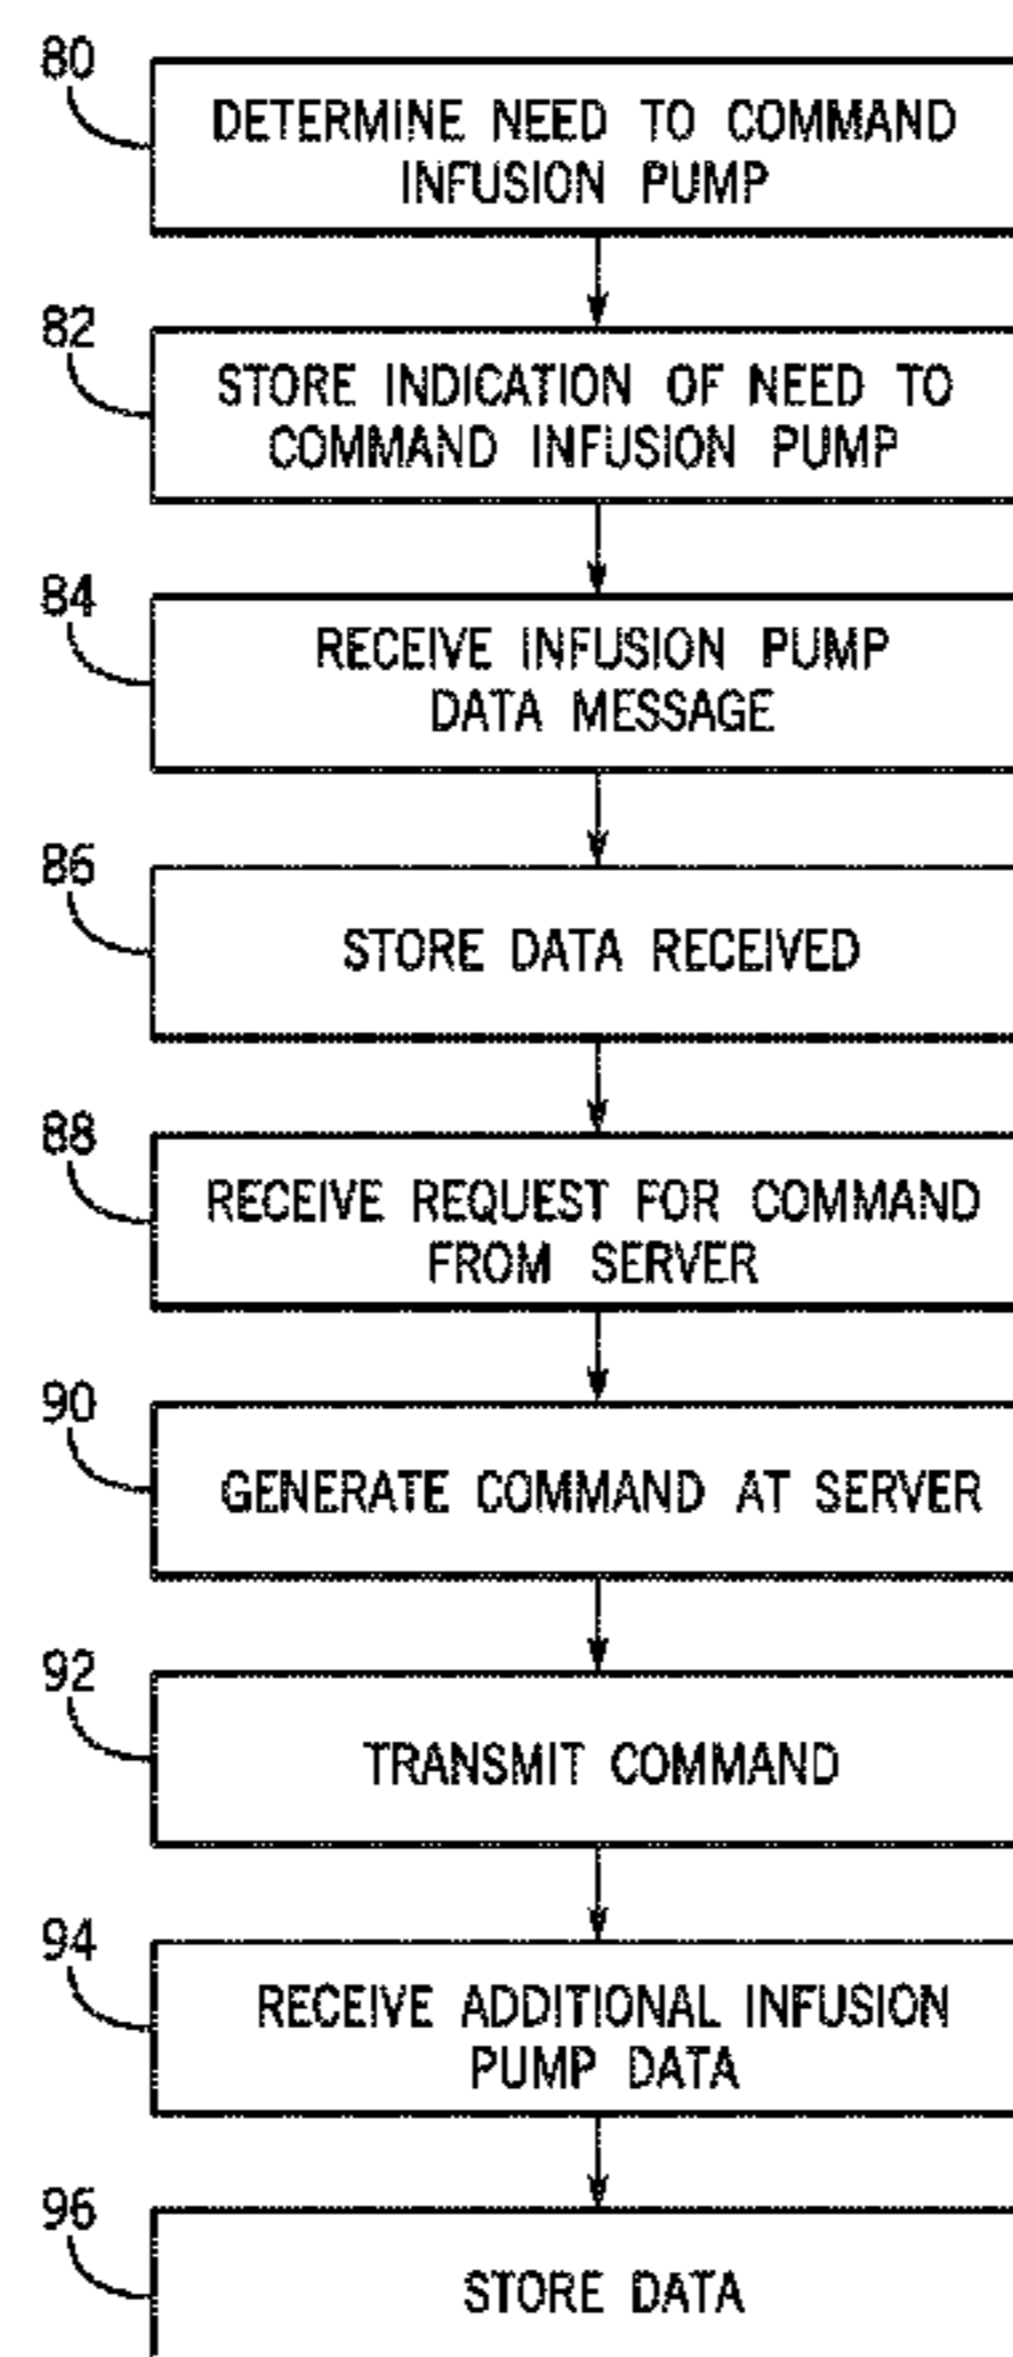 80
DETERMINE NEED TO COMMAND
INFUSION PUMP
82
STORE INDICATION OF NEED TO
COMMAND INFUSION PUMP
84
RECEIVE INFUSION PUMP
DATA MESSAGE
86
STORE DATA RECEIVED
88
RECEIVE REQUEST FOR COMMAND
FROM SERVER
90
GENERATE COMMAND AT SERVER
92
TRANSMIT COMMAND
94
RECEIVE ADDITIONAL INFUSION
PUMP DATA
96
STORE DATA